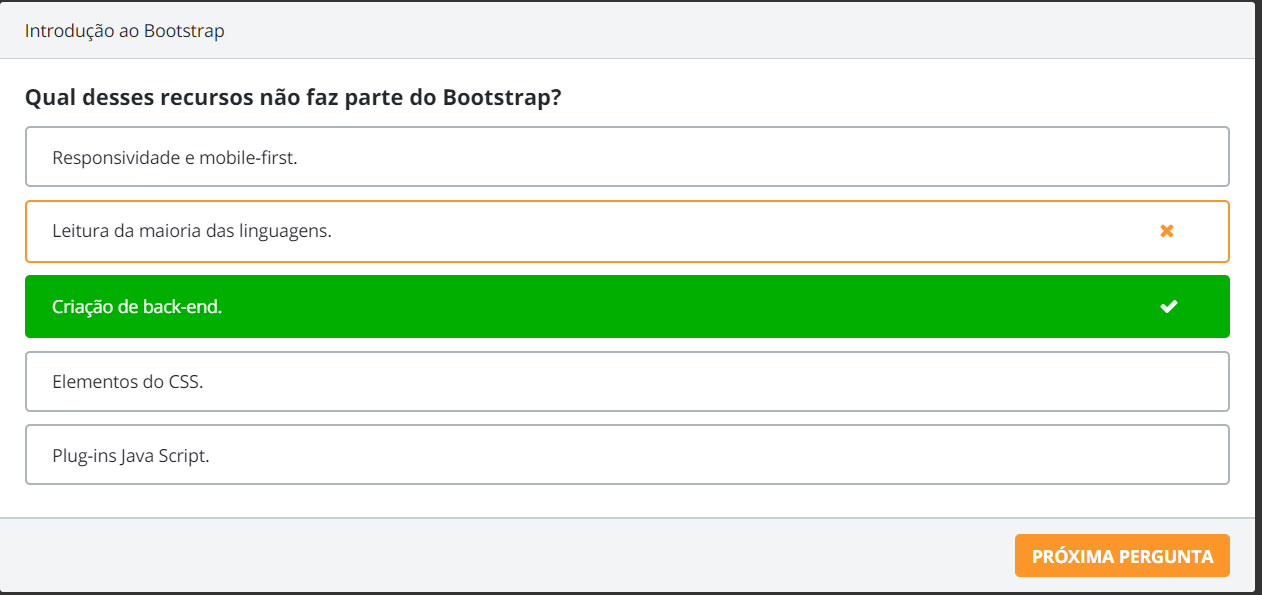 Introdução ao Bootstrap
Qual desses recursos não faz parte do Bootstrap?
Responsividade e mobile-first.
Leitura da maioria das linguagens.
Criação de back-end.
Elementos do CSS.
Plug-ins Java Script.
PRÓXIMA PERGUNTA